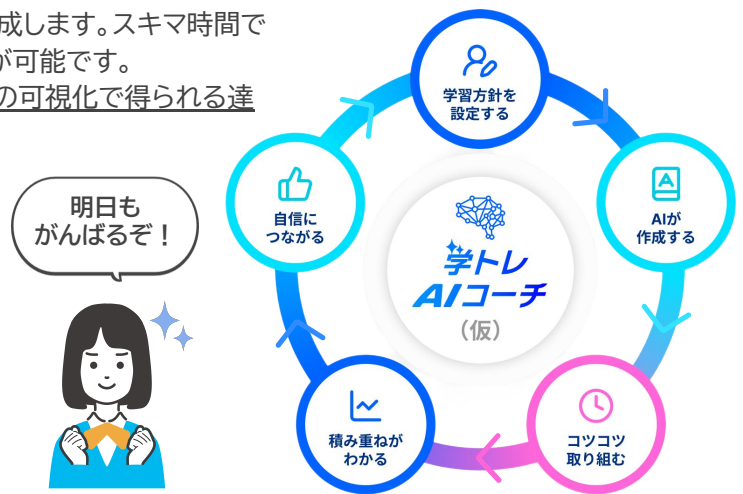 成します。スキマ時間で
が可能です。
の可視化で得られる達
明日も
がんばるぞ！
学習方針を
設定する
AIが
作成する
コツコツ
取り組む
積み重ねが
わかる
自信に
つながる
学トレ
AIコーチ
（仮）